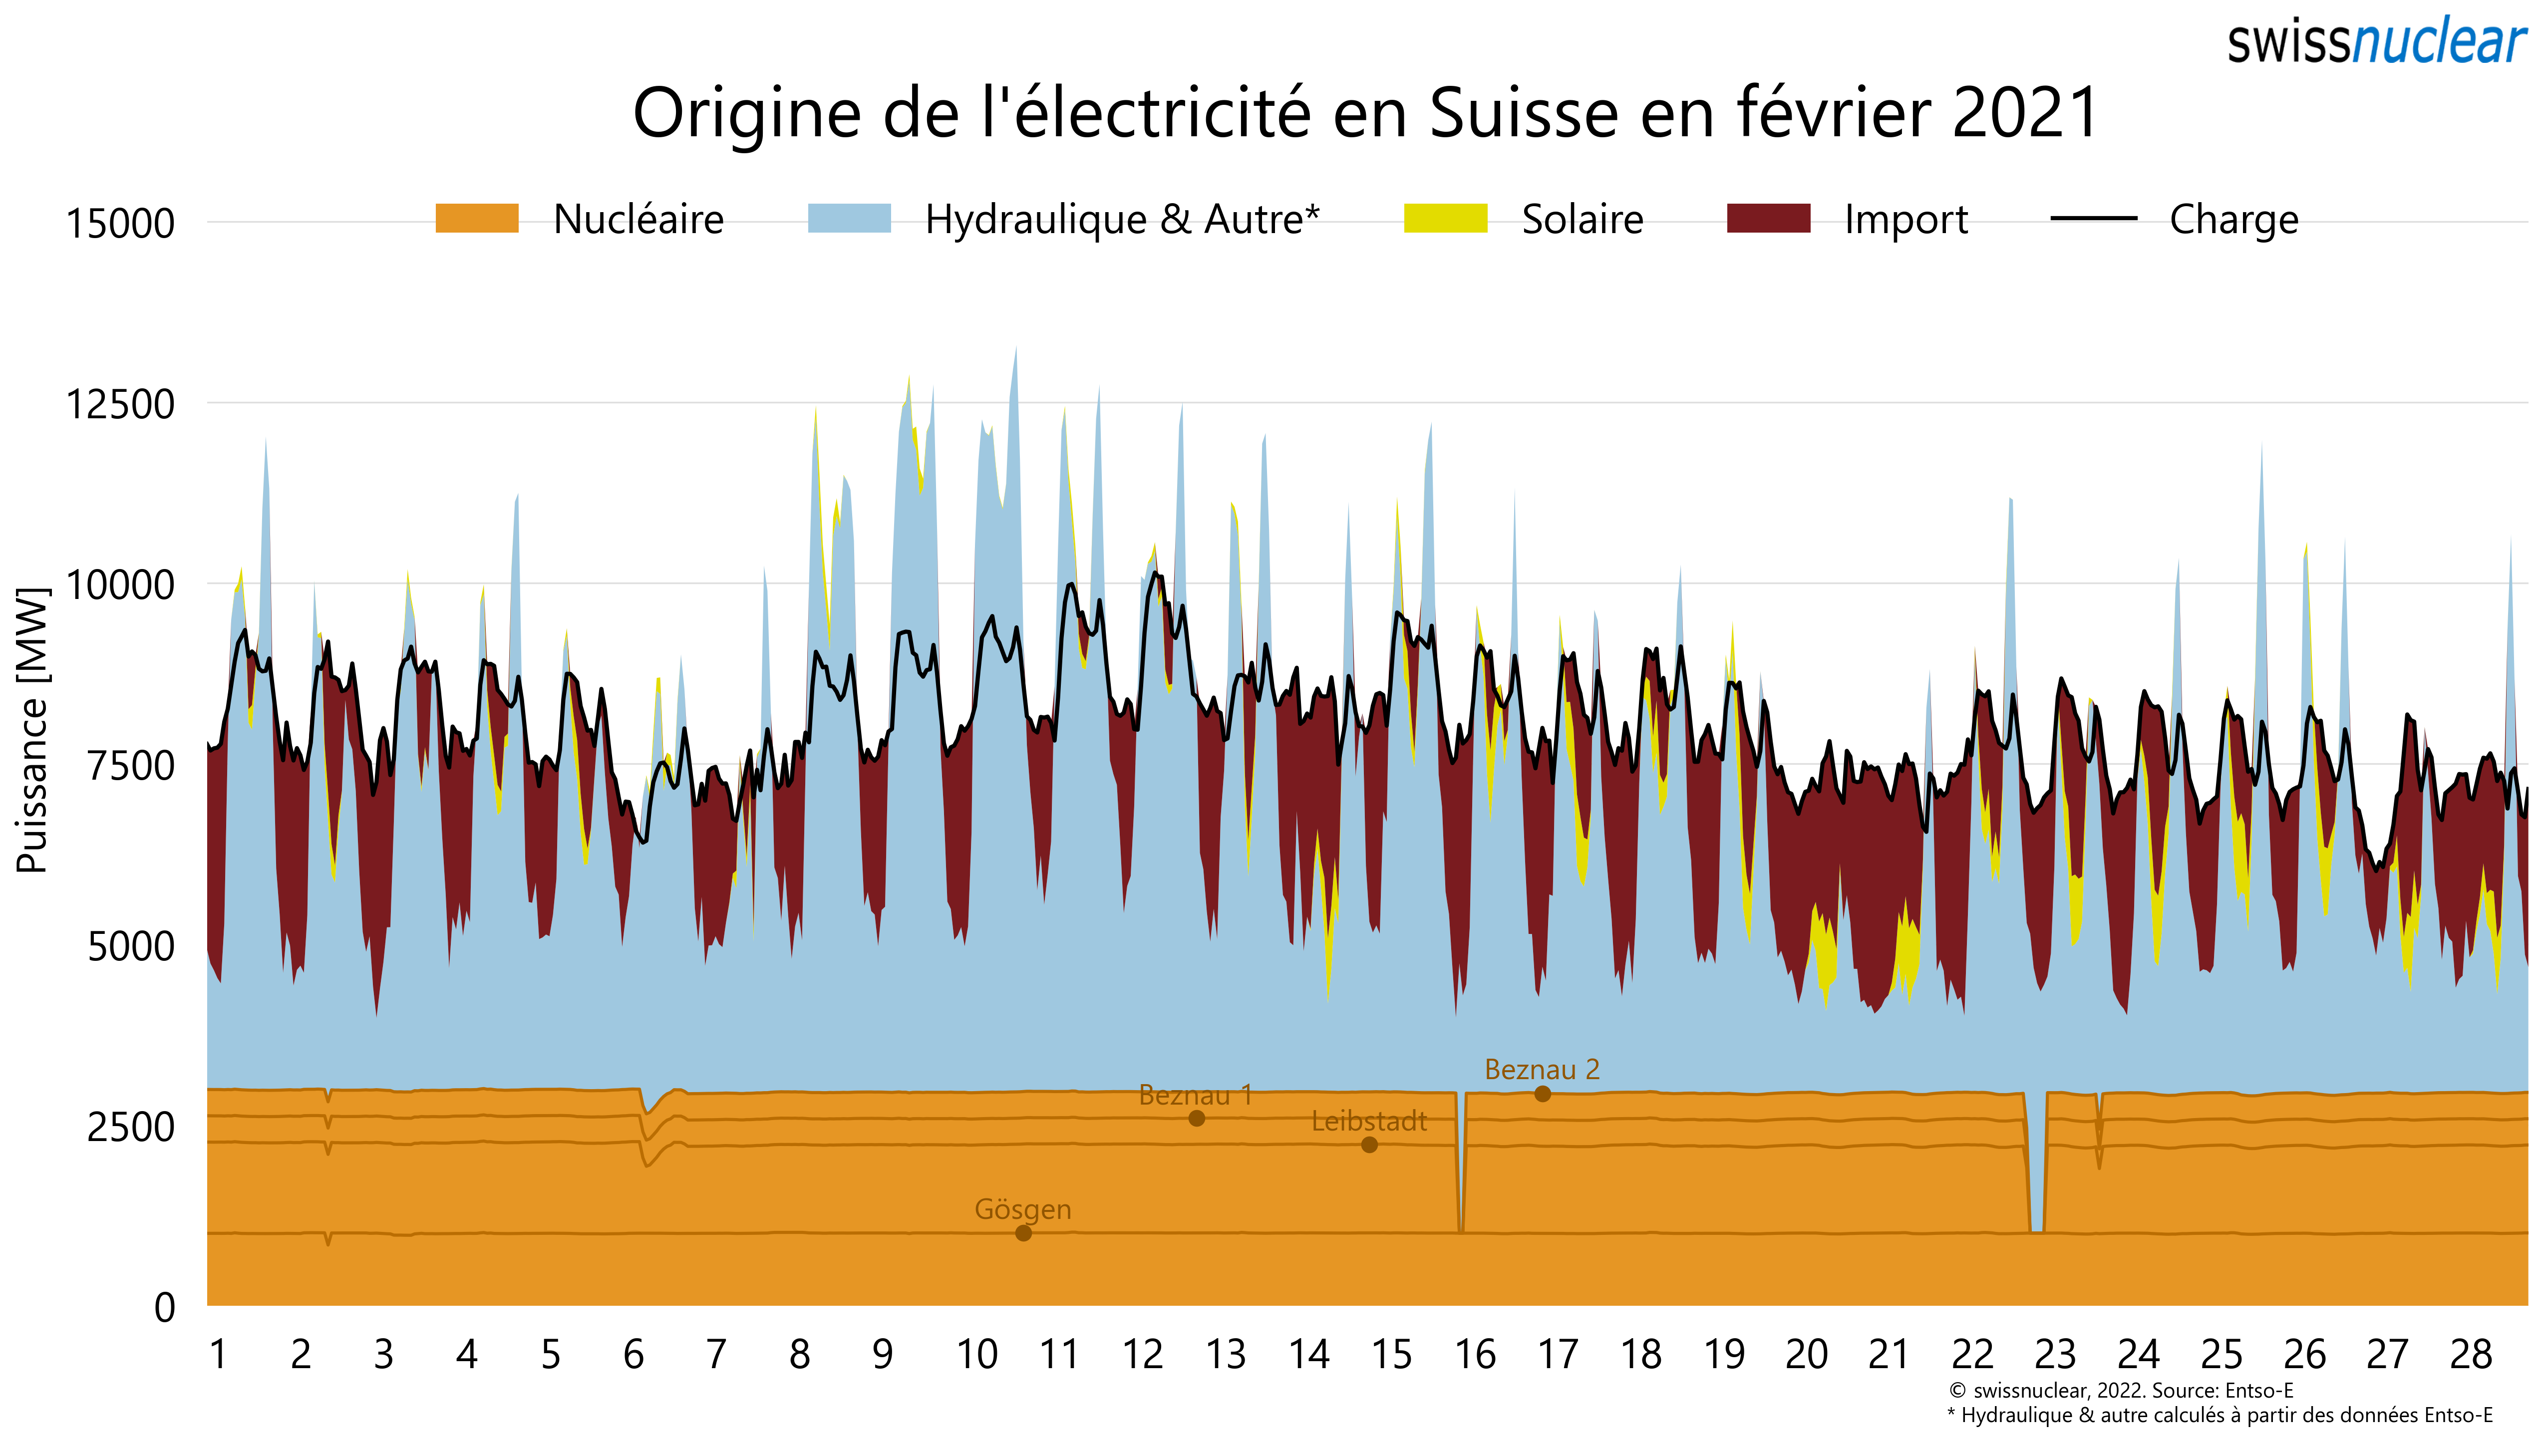 swissnuclear
Origine de l'électricité en Suisse en février 2021
Nucléaire Hydraulique & Autre* Solaire Import Charge
15000
12500
10000
7500
5000
2500
0
Puissance [MW]
Beznau 2
Beznau 1
Leibstadt
Gösgen
1 2 3 4 5 6 7 8 9 10 11 12 13 14 15 16 17 18 19 20 21 22 23 24 25 26 27 28
© swissnuclear, 2022. Source: Entso-E
* Hydraulique & autre calculés à partir des données Entso-E